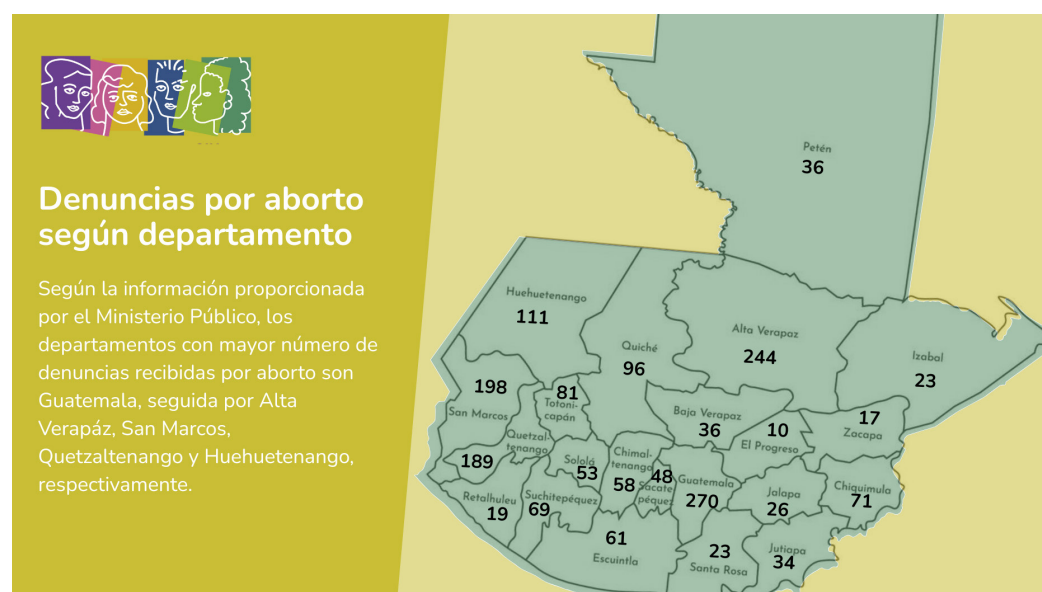 Denuncias por aborto
según departamento
Según la información proporcionada
por el Ministerio Público, los
departamentos con mayor número de
denuncias recibidas por aborto son
Guatemala, seguida por Alta
Verapáz, San Marcos,
Quetzaltenango y Huehuetenango,
respectivamente.
Petén
36
Huehuetenango
111
Quiché
96
Alta Verapaz
244
Izabal
23
198
San Marcos
81
Totoni-
capán
Baja Verapaz
36
10
El Progreso
17
Zacapa
Quetzal-
tenango
189
Sololá
53
Chimal-
tenango
58
48
Sacate
péquez
Guatemala
270
Jalapa
26
Chiquimula
71
Retalhuleu
19
Suchitepéquez
69
61
Escuintla
23
Santa Rosa
Jutiapa
34